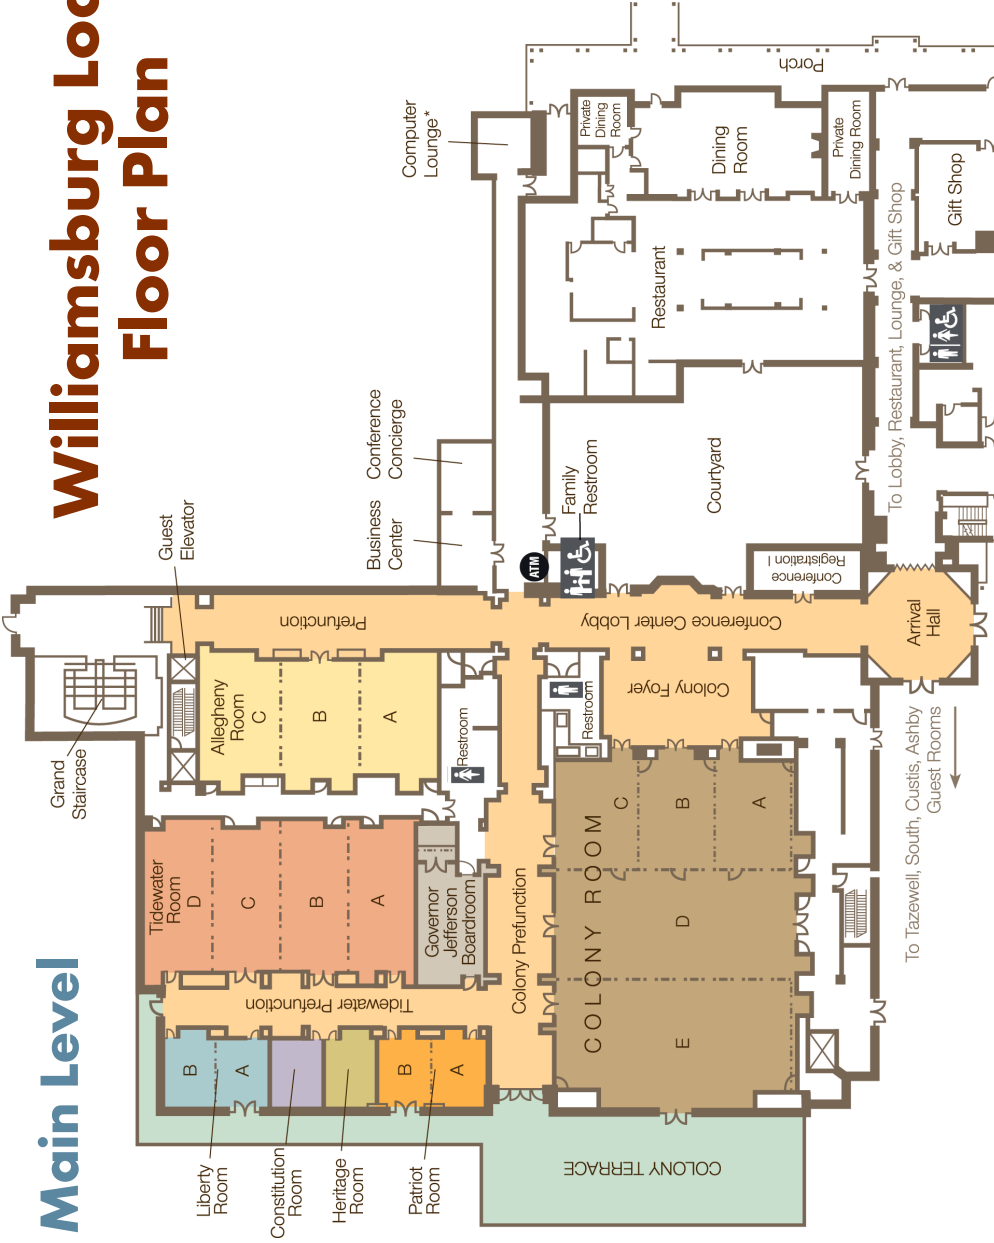 Williamsburg Lod
Floor Plan
Main Level
Computer
Lounge*
Private
Dining
Room
Dining
Room
Private
Dining Room
Porch
Gift Shop
Restaurant
To Lobby, Restaurant, Lounge, & Gift Shop
Conference
Concierge
Business
Center
Family
Restroom
ATM
Courtyard
Guest
Elevator
Grand
Staircase
Prefunction
Conference Center Lobby
Conference
Registration I
Arrival
Hall
Allegheny
Room
C
B
A
Restroom
Restroom
Colony Foyer
To Tazewell, South, Custis, Ashby
Guest Rooms
Tidewater
Room
D
C
B
A
Governor
Jefferson
Boardroom
Colony Prefunction
COLONY ROOM
C
B
A
D
E
Tidewater Prefunction
B
A
B
A
Liberty
Room
Constitution
Room
Heritage
Room
Patriot
Room
COLONY TERRACE